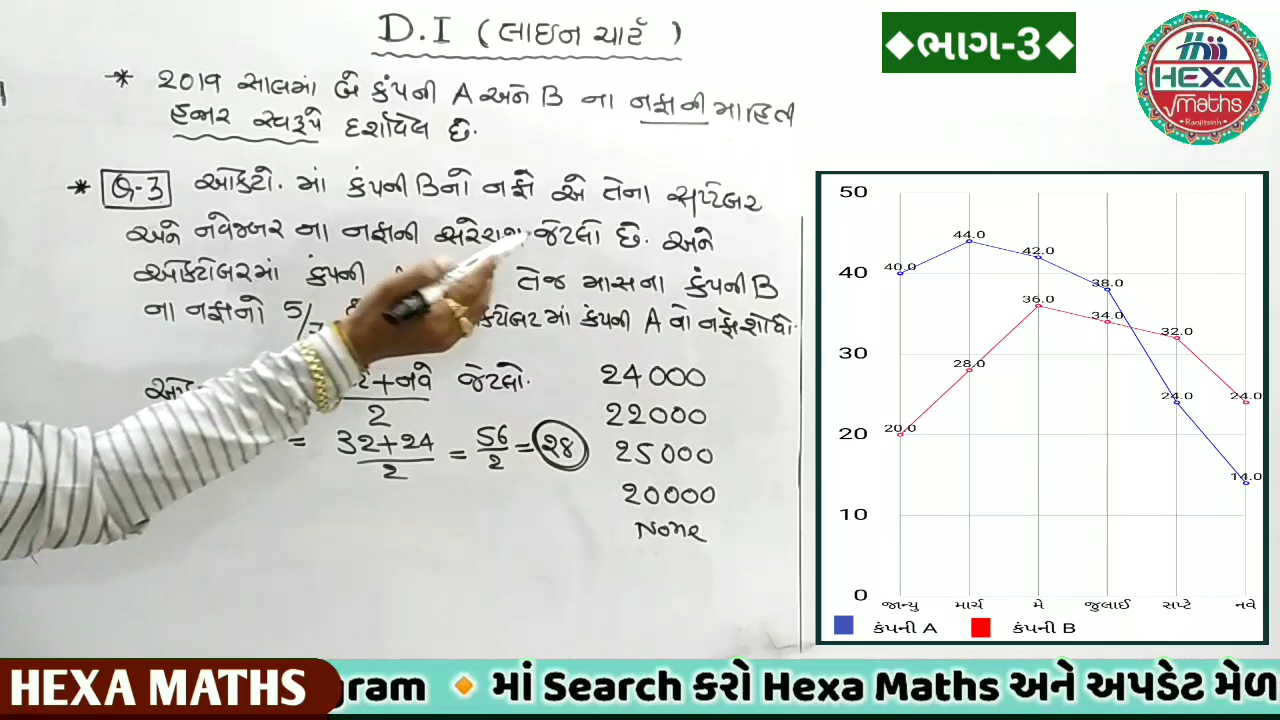 D.I (લાઇન ચાર્ટ)
◆ભાગ-3◆
HEXA
maths
Ranjitsinh
* 2019 સાલમાં બે કંપની A અને B ના નફાની માહિતી
હજાર સ્વરૂપે દર્શાવેલ છે.
* Q-3 ઓક્ટો. માં કંપની B નો નફો એ તેના સપ્ટેમ્બર
અને નવેમ્બર ના નફાની સરેરાશ જેટલો છે. અને
ઓક્ટોબરમાં કંપની તેજ માસના કંપની B
ના નફાનો 5/7 માં કંપની A નો નફો શોધો.
+નવે જેટલો.
2
= 32+24/2 = 56/2 = 28
24000
22000
25000
20000
None
50
40
30
20
10
0
40.0
44.0
42.0
38.0
24.0
14.0
20.0
28.0
36.0
34.0
32.0
24.0
જાન્યુ માર્ચ મે જુલાઈ સપ્ટે નવે
કંપની A કંપની B
HEXA MATHS
gram 🔸માં Search કરો Hexa Maths અને અપડેટ મેળ